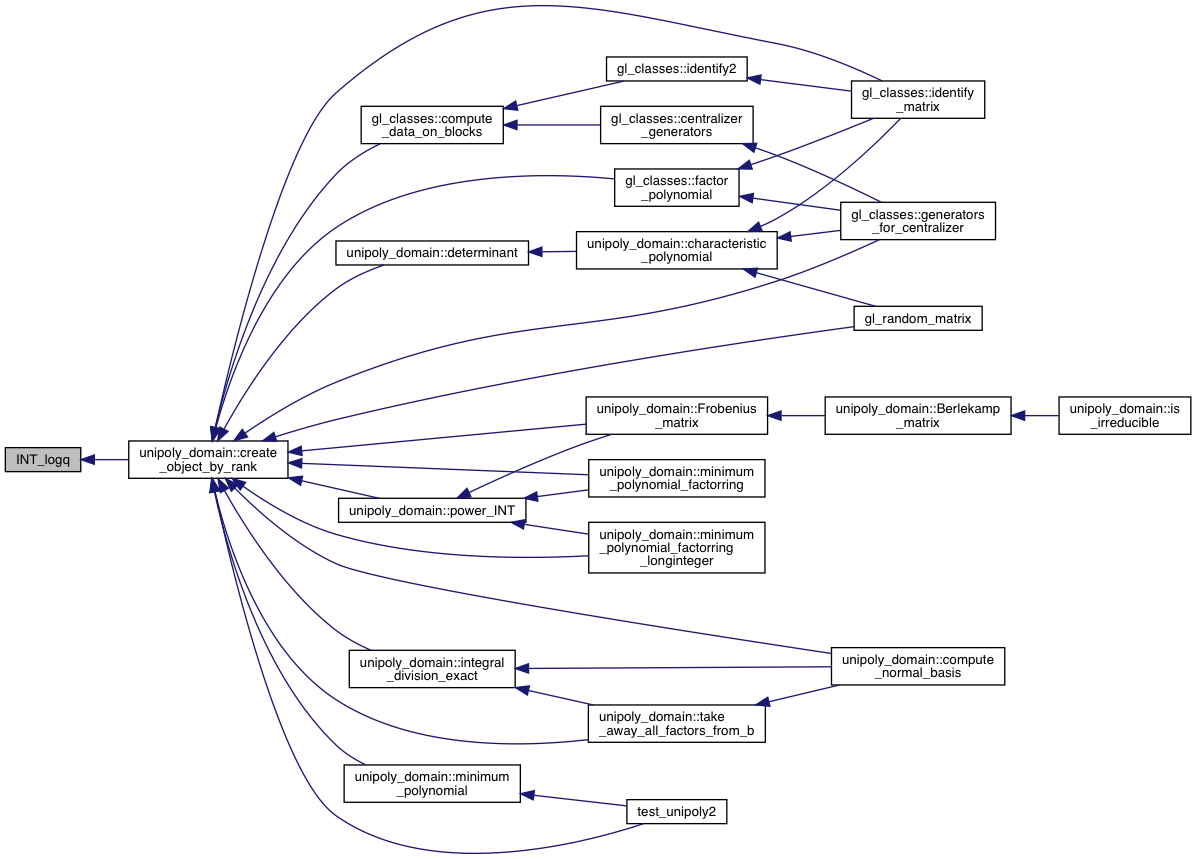 INT_logq
unipoly_domain::create
_object_by_rank
gl_classes::compute
_data_on_blocks
unipoly_domain::determinant
unipoly_domain::power_INT
unipoly_domain::integral
_division_exact
unipoly_domain::minimum
_polynomial
gl_classes::identify2
gl_classes::centralizer
_generators
gl_classes::factor
_polynomial
unipoly_domain::characteristic
_polynomial
unipoly_domain::Frobenius
_matrix
unipoly_domain::minimum
_polynomial_factorring
unipoly_domain::minimum
_polynomial_factorring
_longinteger
unipoly_domain::take
_away_all_factors_from_b
test_unipoly2
gl_classes::identify
_matrix
gl_classes::generators
_for_centralizer
gl_random_matrix
unipoly_domain::Berlekamp
_matrix
unipoly_domain::compute
_normal_basis
unipoly_domain::is
_irreducible